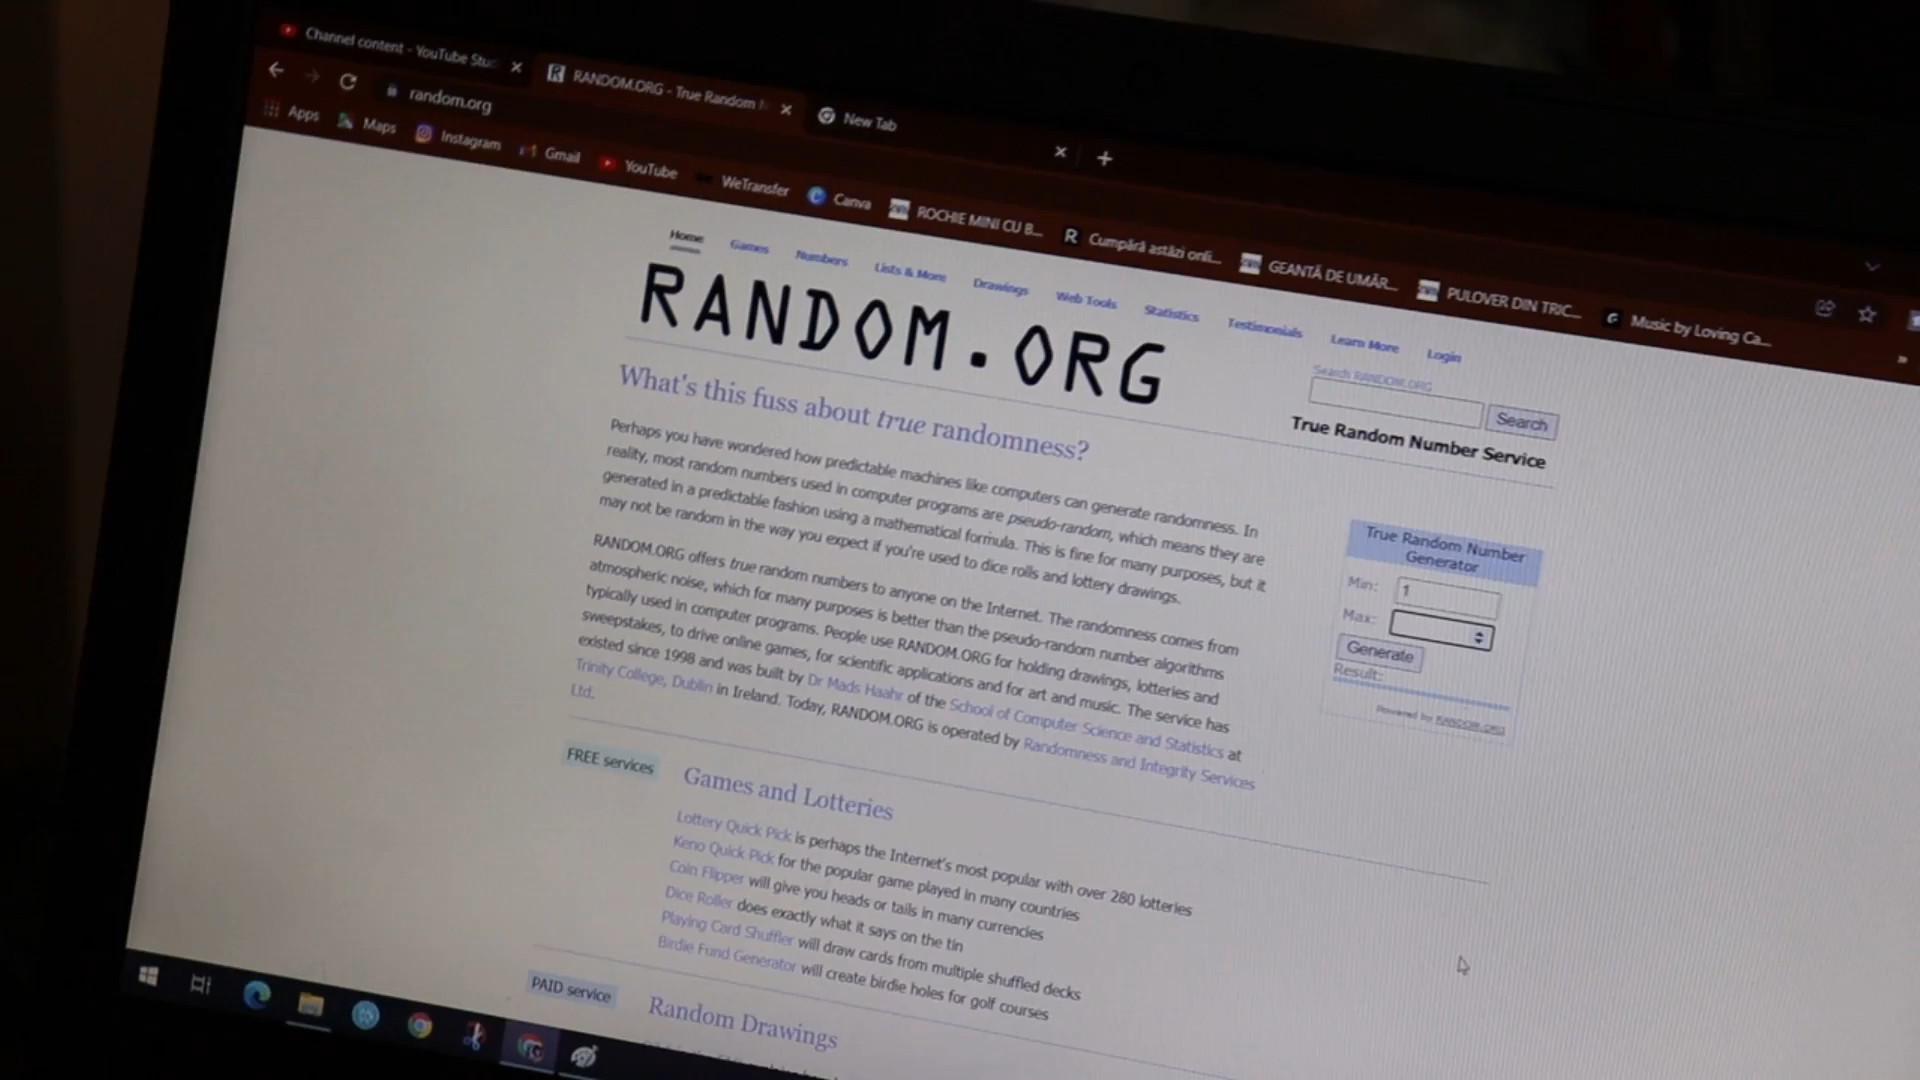 Channel content - YouTube Stu
RANDOM.ORG - True Random
New Tab
random.org
Apps
Maps
Instagram
Gmail
YouTube
WeTransfer
Canva
ROCHIE MINI CU B...
Cumpără astăzi onli...
GEANTĂ DE UMĂR...
PULOVER DIN TRIC...
Music by Loving Ca...
Home
Games
Numbers
Lists & More
Drawings
Web Tools
Statistics
Testimonials
Learn More
Login
RANDOM.ORG
Search RANDOM.ORG
Search
True Random Number Service
What's this fuss about true randomness?
Perhaps you have wondered how predictable machines like computers can generate randomness. In
reality, most random numbers used in computer programs are pseudo-random, which means they are
generated in a predictable fashion using a mathematical formula. This is fine for many purposes, but it
may not be random in the way you expect if you're used to dice rolls and lottery drawings.
RANDOM.ORG offers true random numbers to anyone on the Internet. The randomness comes from
atmospheric noise, which for many purposes is better than the pseudo-random number algorithms
typically used in computer programs. People use RANDOM.ORG for holding drawings, lotteries and
sweepstakes, to drive online games, for scientific applications and for art and music. The service has
existed since 1998 and was built by Dr Mads Haahr of the School of Computer Science and Statistics at
Trinity College, Dublin in Ireland. Today, RANDOM.ORG is operated by Randomness and Integrity Services
Ltd.
True Random Number
Generator
Min: 1
Max:
Generate
Result:
Powered by RANDOM.ORG
FREE services
Games and Lotteries
Lottery Quick Pick is perhaps the Internet's most popular with over 280 lotteries
Keno Quick Pick for the popular game played in many countries
Coin Flipper will give you heads or tails in many currencies
Dice Roller does exactly what it says on the tin
Playing Card Shuffler will draw cards from multiple shuffled decks
Birdie Fund Generator will create birdie holes for golf courses
PAID service
Random Drawings